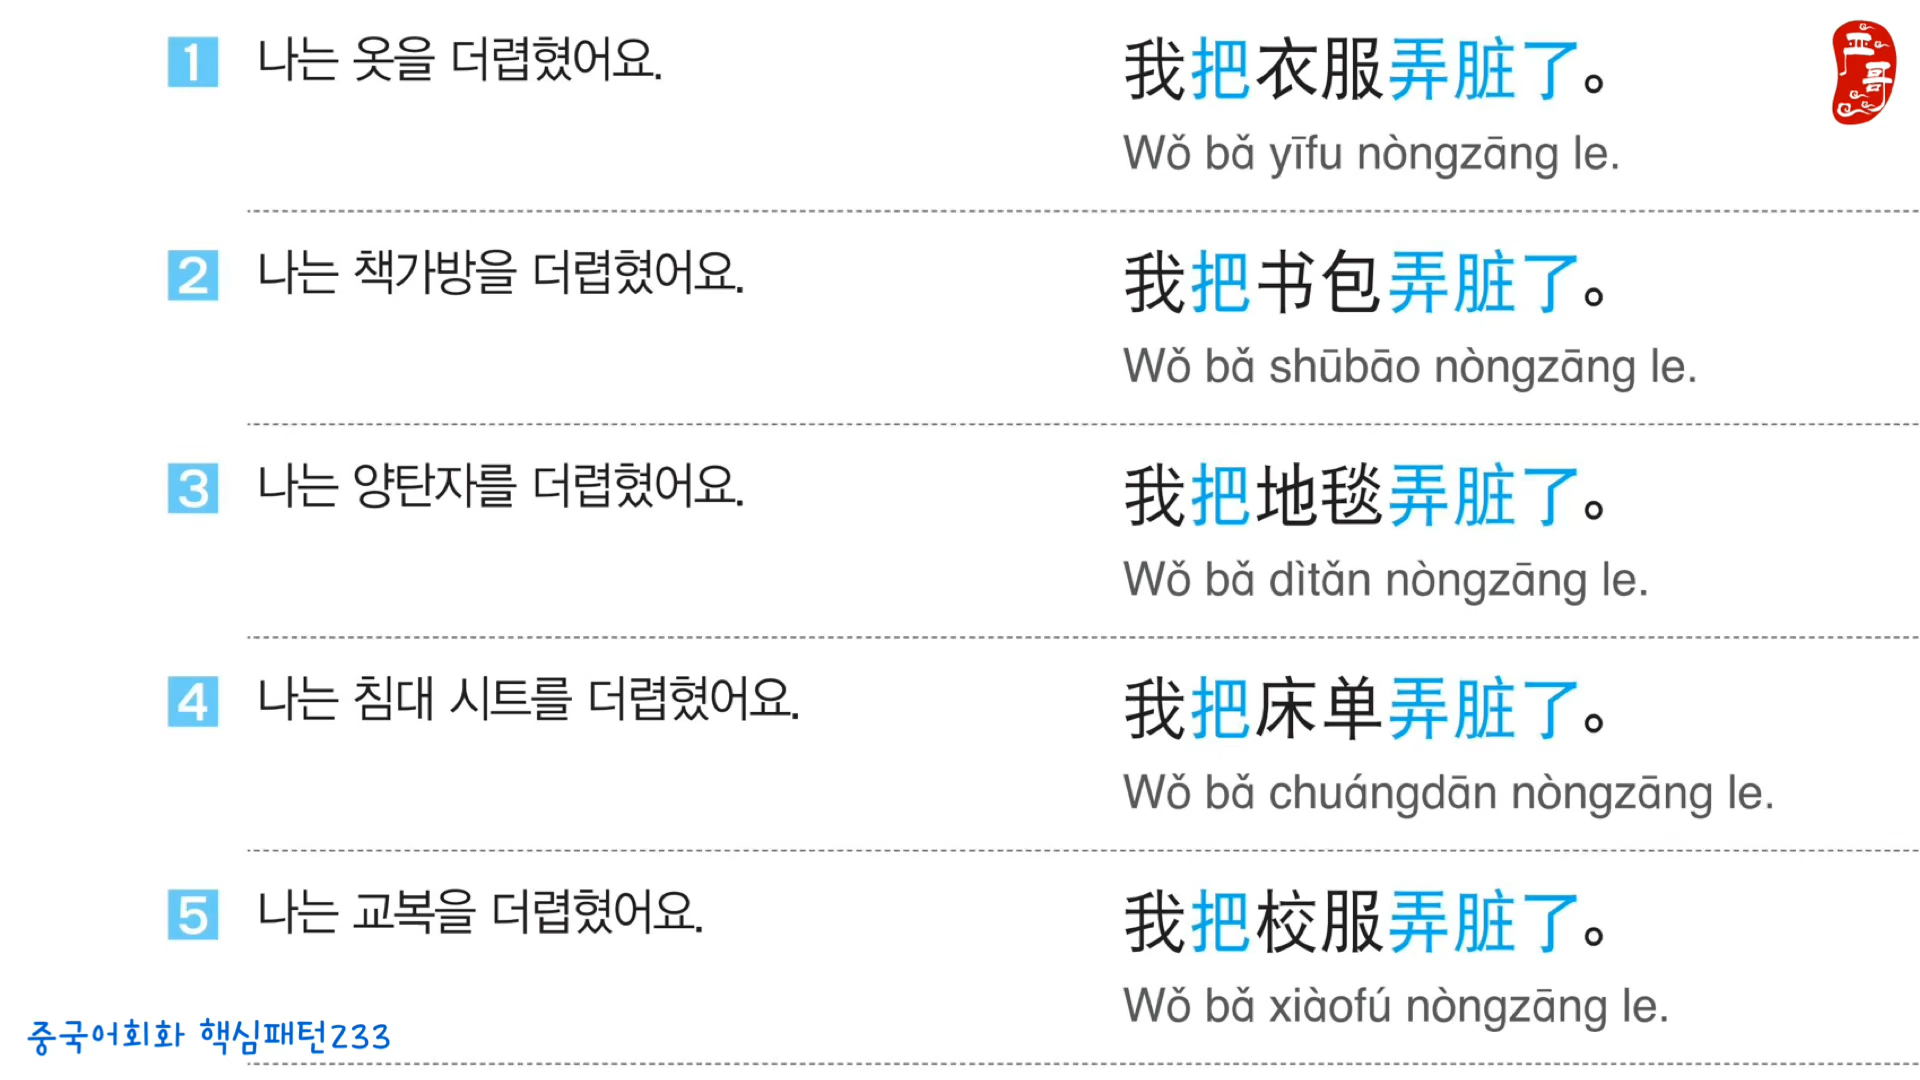 1 나는 옷을 더렵혔어요. 我把衣服弄脏了。
Wǒ bǎ yīfu nòngzāng le.
2 나는 책가방을 더렵혔어요. 我把书包弄脏了。
Wǒ bǎ shūbāo nòngzāng le.
3 나는 양탄자를 더렵혔어요. 我把地毯弄脏了。
Wǒ bǎ dìtǎn nòngzāng le.
4 나는 침대 시트를 더렵혔어요. 我把床单弄脏了。
Wǒ bǎ chuángdān nòngzāng le.
5 나는 교복을 더렵혔어요. 我把校服弄脏了。
Wǒ bǎ xiàofú nòngzāng le.
중국어회화 핵심패턴233